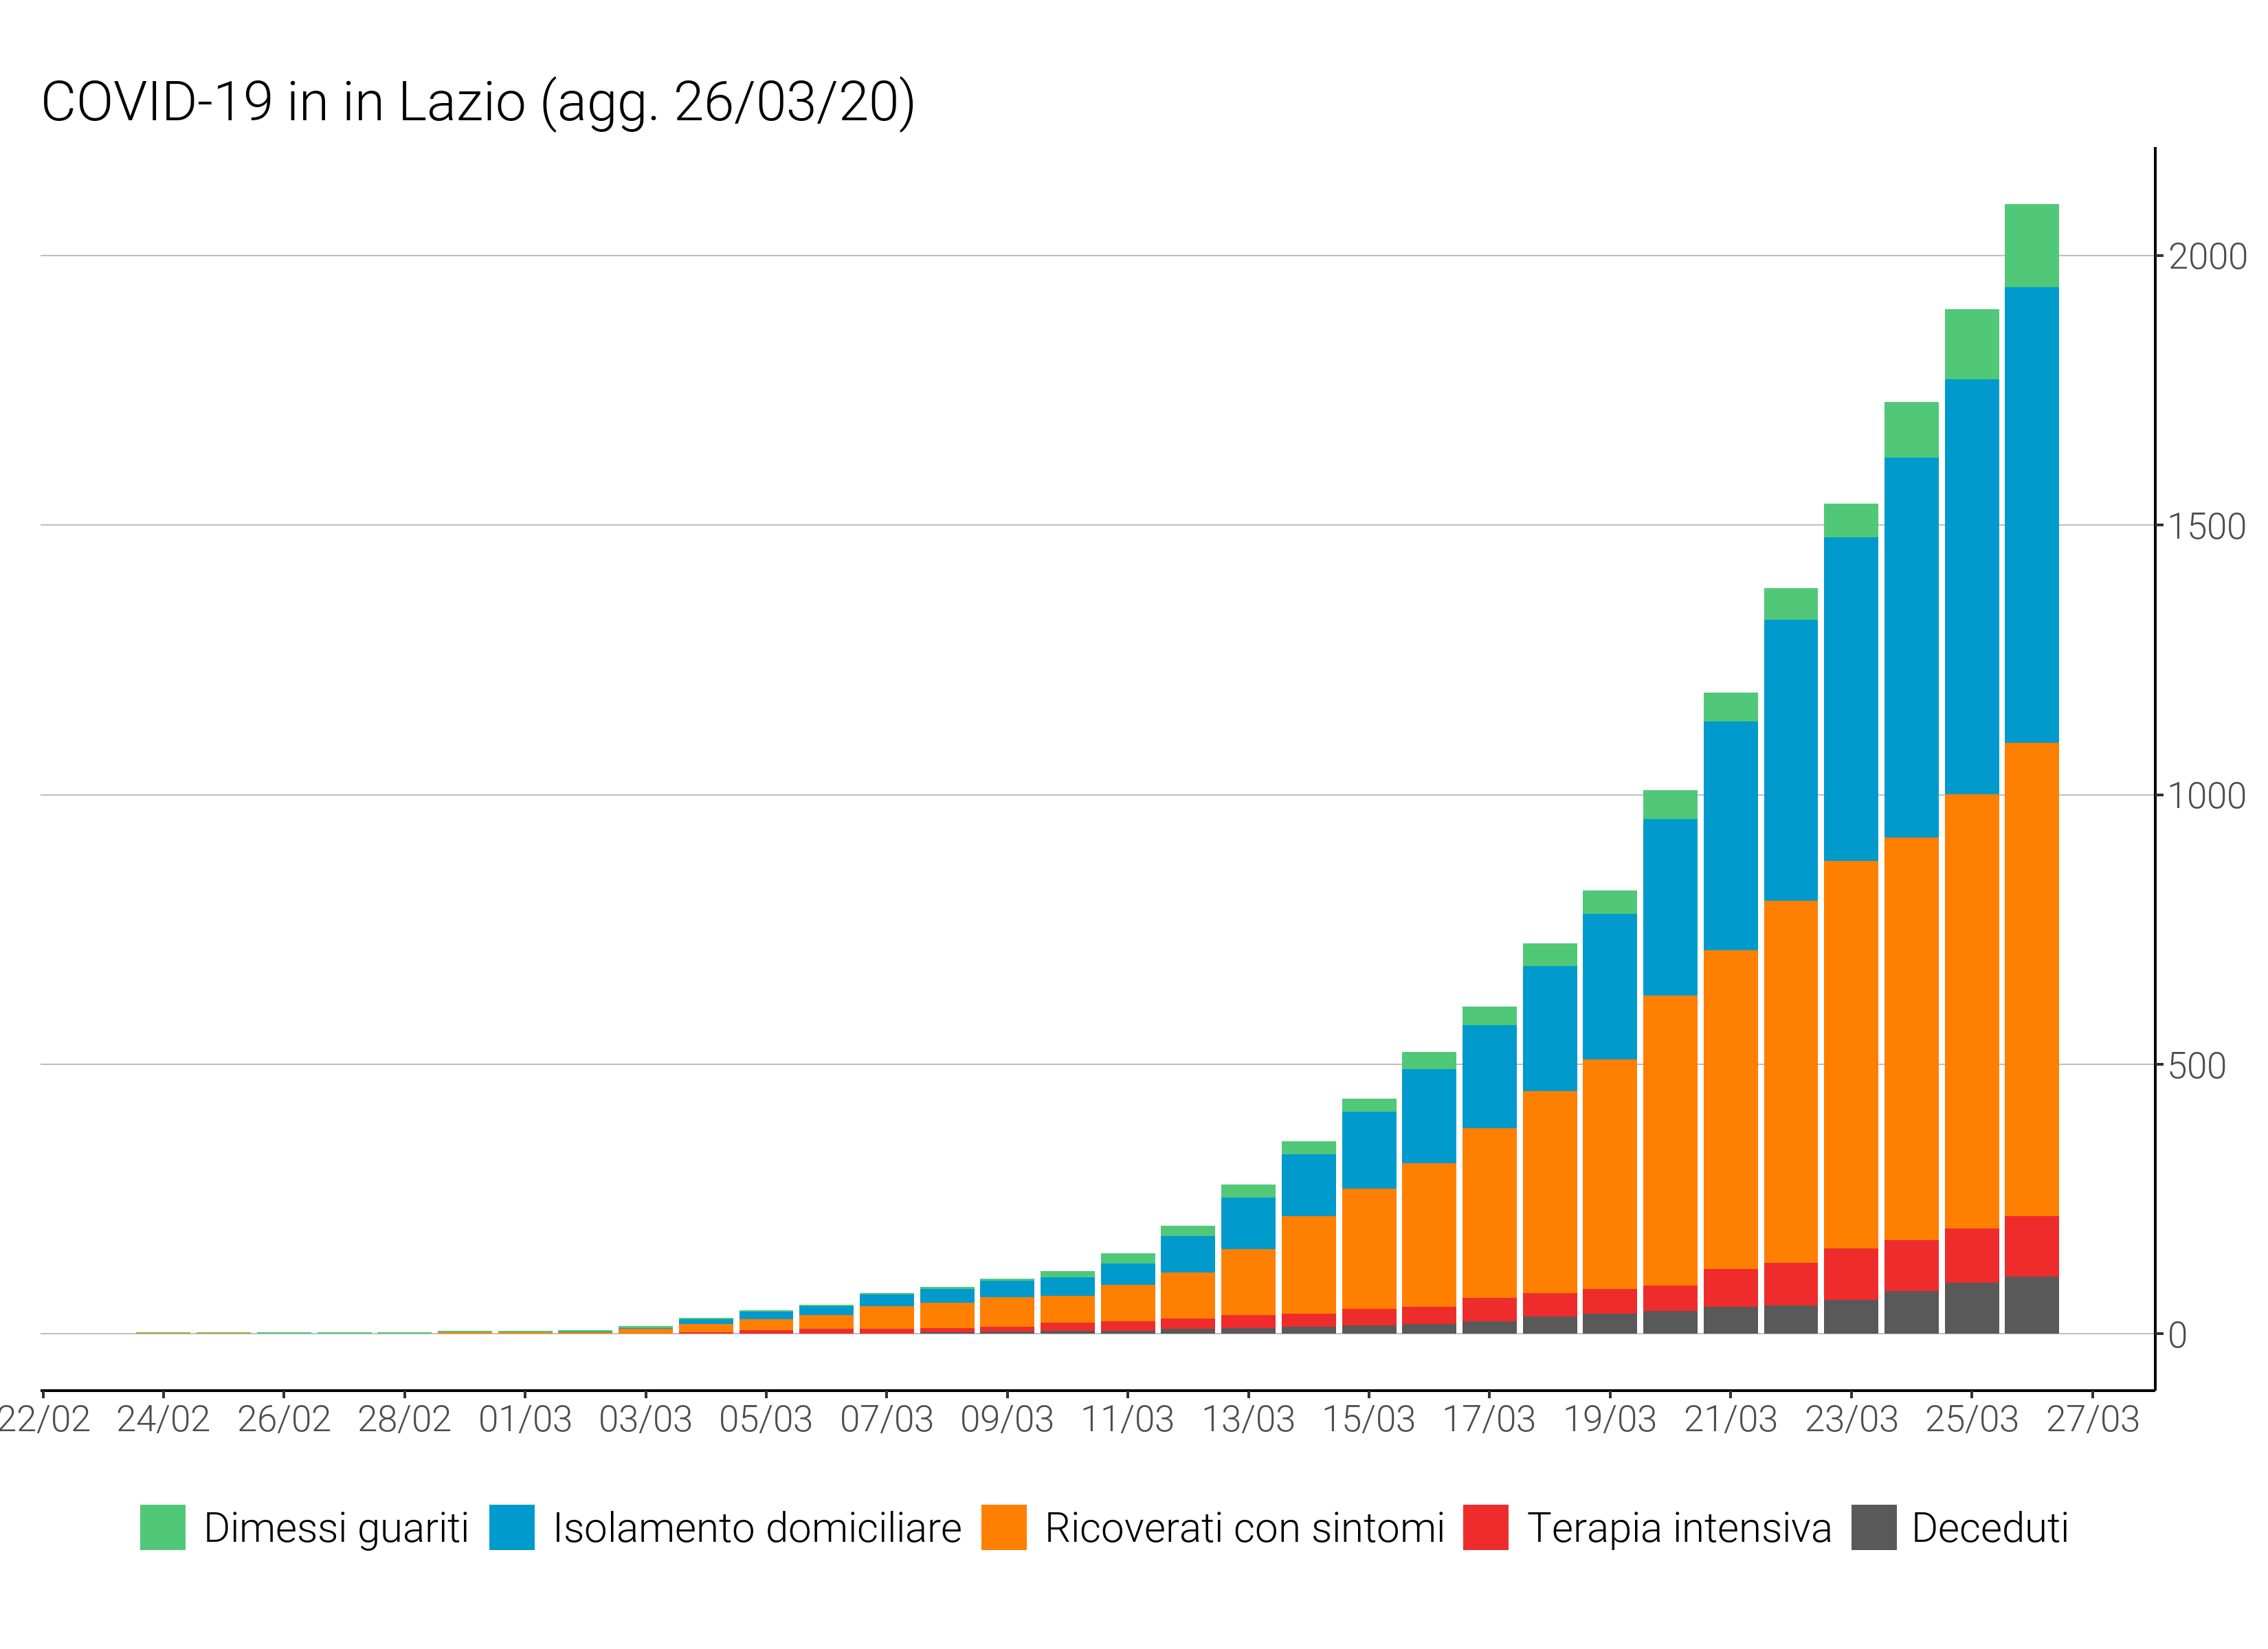 COVID-19 in in Lazio (agg. 26/03/20)
2000
1500
1000
500
0
22/02 24/02 26/02 28/02 01/03 03/03 05/03 07/03 09/03 11/03 13/03 15/03 17/03 19/03 21/03 23/03 25/03 27/03
Dimessi guariti Isolamento domiciliare Ricoverati con sintomi Terapia intensiva Deceduti